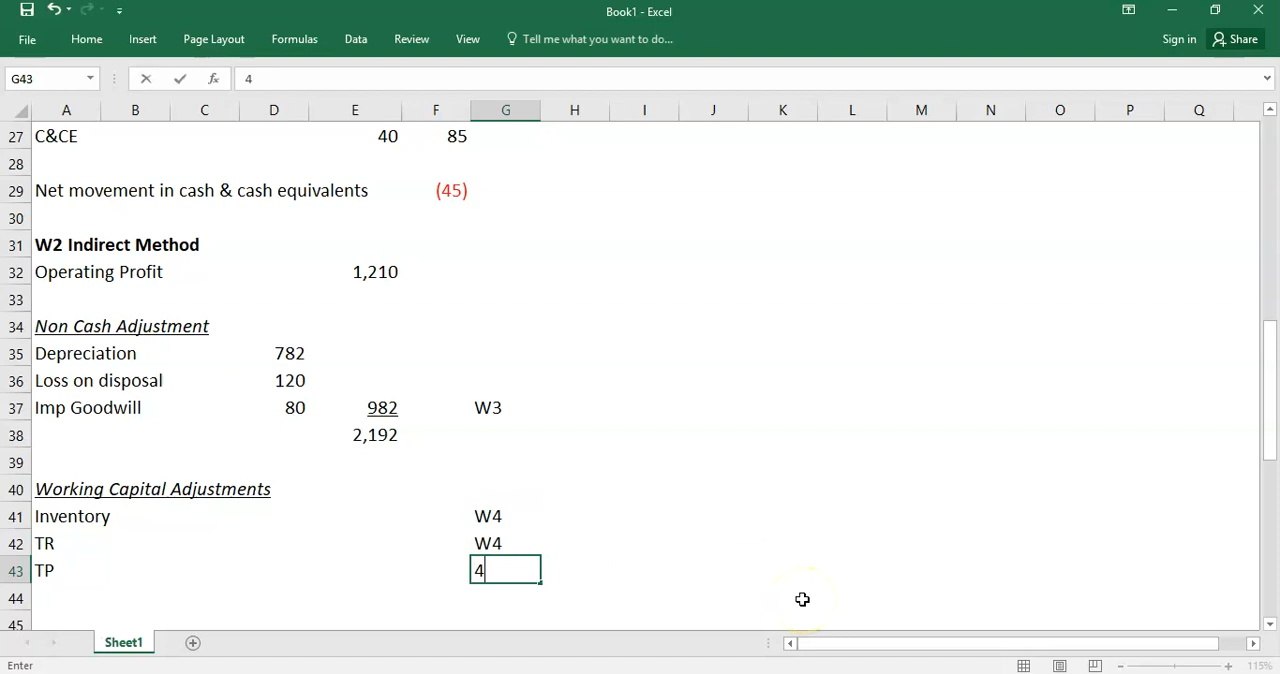 Book1 - Excel
File Home Insert Page Layout Formulas Data Review View Tell me what you want to do... Sign in Share
G43 fx 4
A B C D E F G H I J K L M N O P Q
27 C&CE 40 85
28
29 Net movement in cash & cash equivalents (45)
30
31 W2 Indirect Method
32 Operating Profit 1,210
33
34 Non Cash Adjustment
35 Depreciation 782
36 Loss on disposal 120
37 Imp Goodwill 80 982 W3
38 2,192
39
40 Working Capital Adjustments
41 Inventory W4
42 TR W4
43 TP 4
44
45
Sheet1
Enter 115%